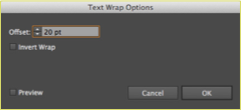 Text Wrap Options
Offset: 20 pt
Invert Wrap
Preview Cancel OK